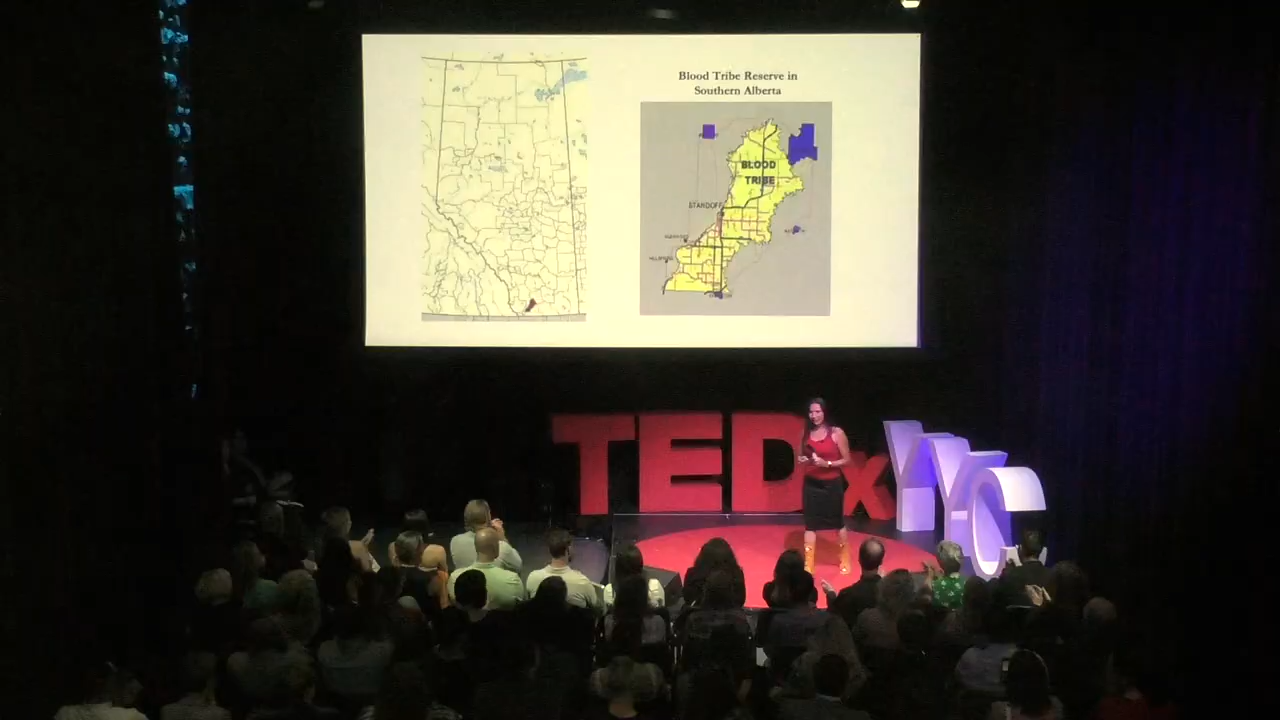 Blood Tribe Reserve in
Southern Alberta
BLOOD
TRIBE
STANDOFF
TEDx
YYC